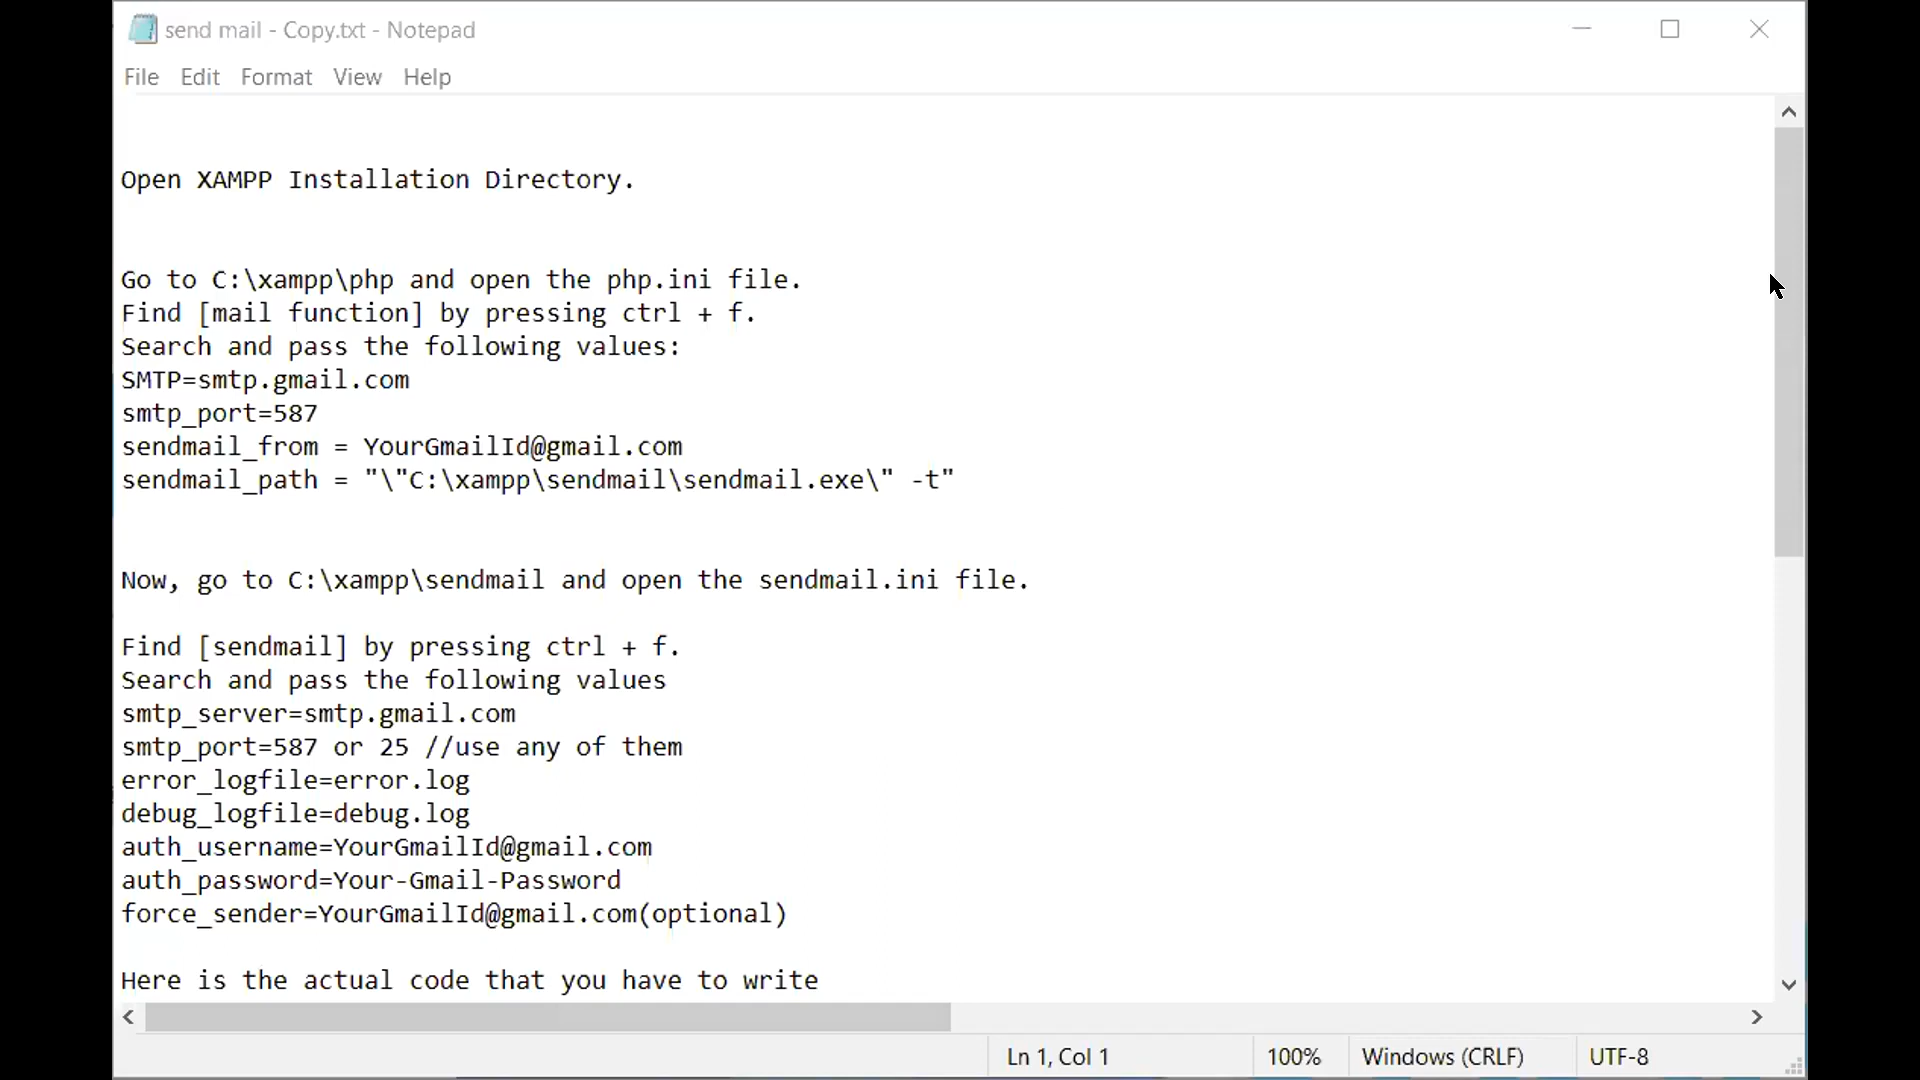 send mail - Copy.txt - Notepad
File Edit Format View Help
Open XAMPP Installation Directory.
Go to C:\xampp\php and open the php.ini file.
Find [mail function] by pressing ctrl + f.
Search and pass the following values:
SMTP=smtp.gmail.com
smtp_port=587
sendmail_from = YourGmailId@gmail.com
sendmail_path = "\"C:\xampp\sendmail\sendmail.exe\" -t"
Now, go to C:\xampp\sendmail and open the sendmail.ini file.
Find [sendmail] by pressing ctrl + f.
Search and pass the following values
smtp_server=smtp.gmail.com
smtp_port=587 or 25 //use any of them
error_logfile=error.log
debug_logfile=debug.log
auth_username=YourGmailId@gmail.com
auth_password=Your-Gmail-Password
force_sender=YourGmailId@gmail.com(optional)
Here is the actual code that you have to write
Ln 1, Col 1 100% Windows (CRLF) UTF-8